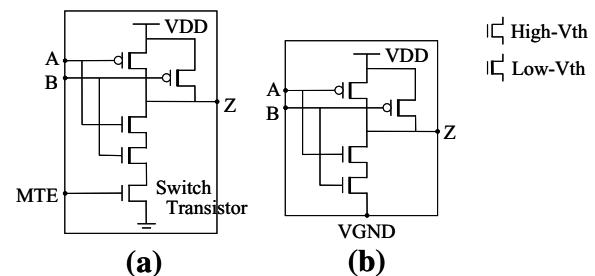 VDD
A
B
Z
MTE
Switch
Transistor
(a)
VDD
A
B
Z
VGND
(b)
High-Vth
Low-Vth